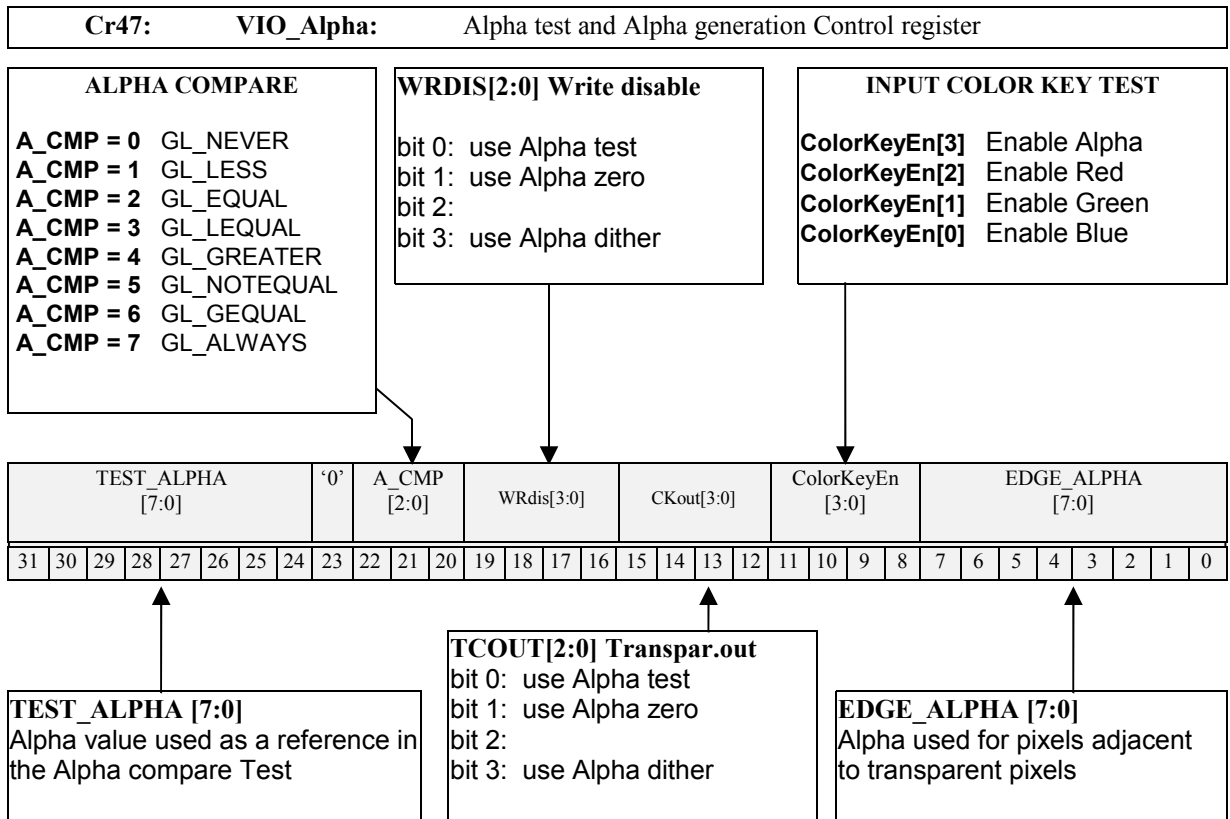 Cr47: VIO_Alpha: Alpha test and Alpha generation Control register
ALPHA COMPARE
A_CMP = 0 GL_NEVER
A_CMP = 1 GL_LESS
A_CMP = 2 GL_EQUAL
A_CMP = 3 GL_LEQUAL
A_CMP = 4 GL_GREATER
A_CMP = 5 GL_NOTEQUAL
A_CMP = 6 GL_GEQUAL
A_CMP = 7 GL_ALWAYS
WRDIS[2:0] Write disable
bit 0: use Alpha test
bit 1: use Alpha zero
bit 2:
bit 3: use Alpha dither
INPUT COLOR KEY TEST
ColorKeyEn[3] Enable Alpha
ColorKeyEn[2] Enable Red
ColorKeyEn[1] Enable Green
ColorKeyEn[0] Enable Blue
TEST_ALPHA
[7:0]
‘0’
A_CMP
[2:0]
WRdis[3:0]
CKout[3:0]
ColorKeyEn
[3:0]
EDGE_ALPHA
[7:0]
31 30 29 28 27 26 25 24 23 22 21 20 19 18 17 16 15 14 13 12 11 10 9 8 7 6 5 4 3 2 1 0
TEST_ALPHA [7:0]
Alpha value used as a reference in
the Alpha compare Test
TCOUT[2:0] Transpar.out
bit 0: use Alpha test
bit 1: use Alpha zero
bit 2:
bit 3: use Alpha dither
EDGE_ALPHA [7:0]
Alpha used for pixels adjacent
to transparent pixels